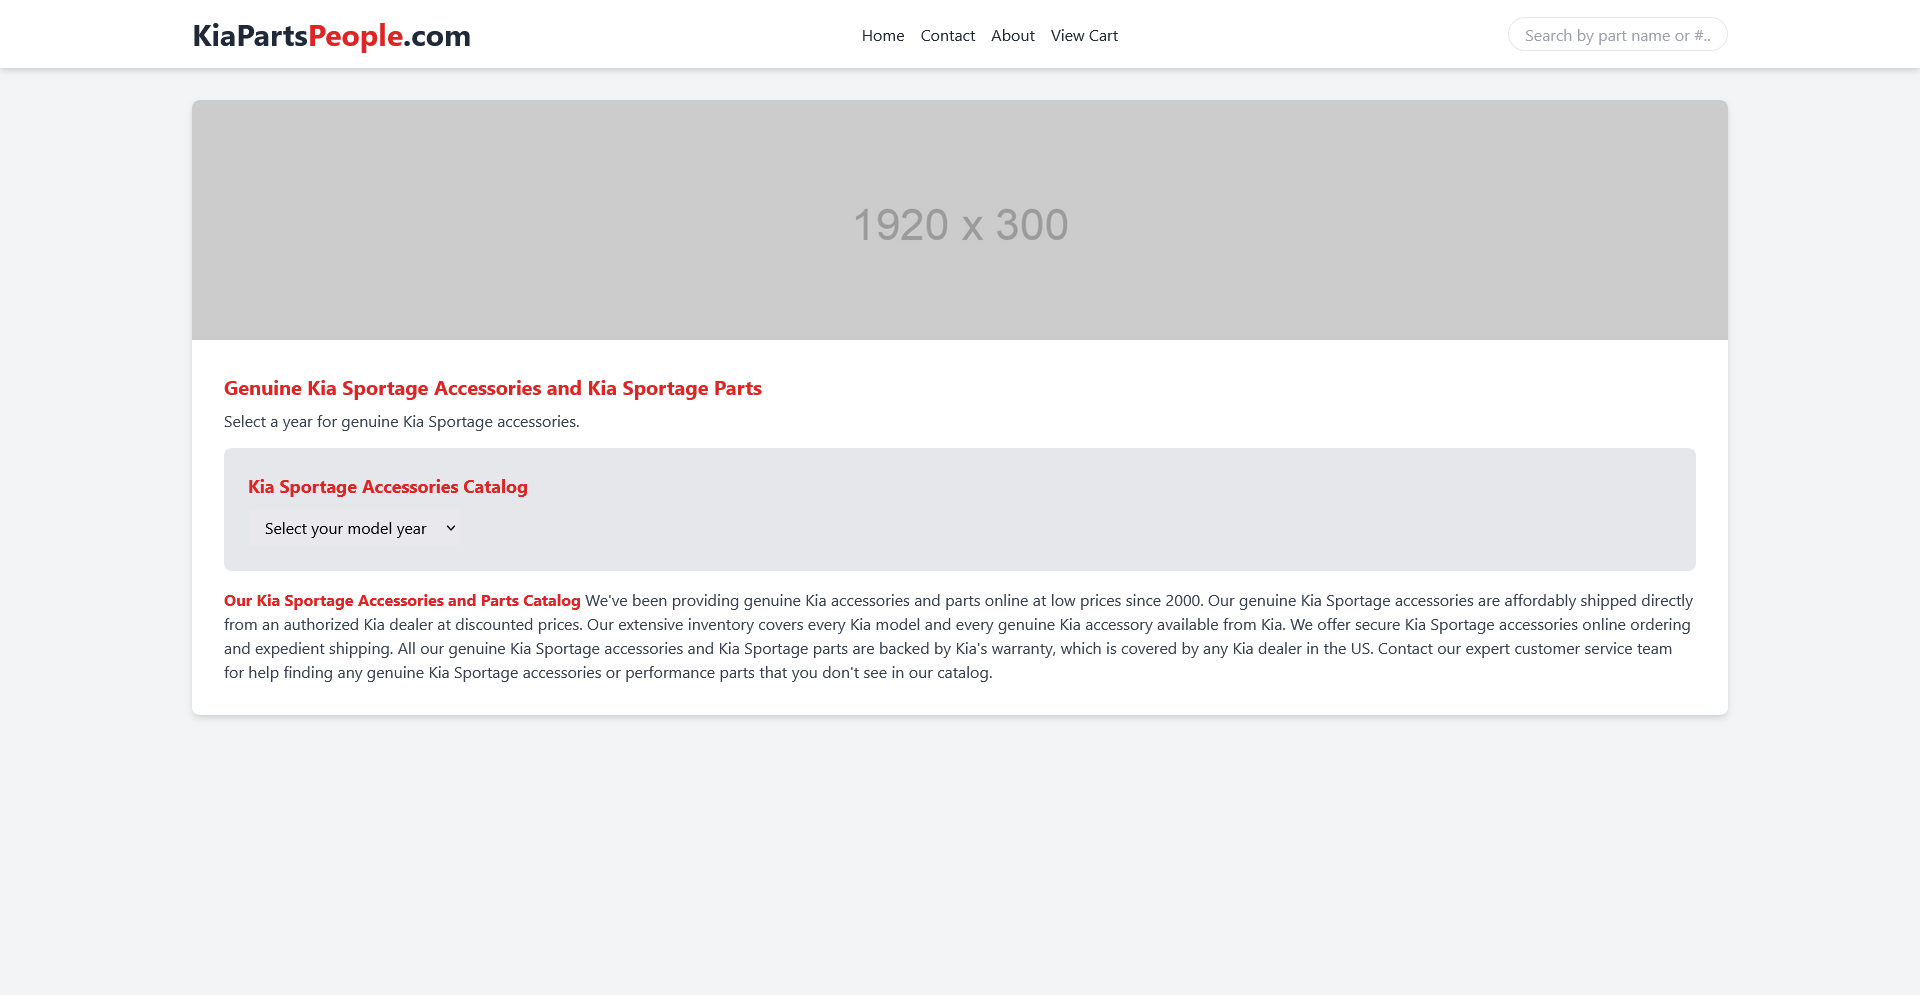 KiaPartsPeople.com
Home Contact About View Cart
Search by part name or #..
1920 x 300
Genuine Kia Sportage Accessories and Kia Sportage Parts
Select a year for genuine Kia Sportage accessories.
Kia Sportage Accessories Catalog
Select your model year
Our Kia Sportage Accessories and Parts Catalog We've been providing genuine Kia accessories and parts online at low prices since 2000. Our genuine Kia Sportage accessories are affordably shipped directly
from an authorized Kia dealer at discounted prices. Our extensive inventory covers every Kia model and every genuine Kia accessory available from Kia. We offer secure Kia Sportage accessories online ordering
and expedient shipping. All our genuine Kia Sportage accessories and Kia Sportage parts are backed by Kia's warranty, which is covered by any Kia dealer in the US. Contact our expert customer service team
for help finding any genuine Kia Sportage accessories or performance parts that you don't see in our catalog.